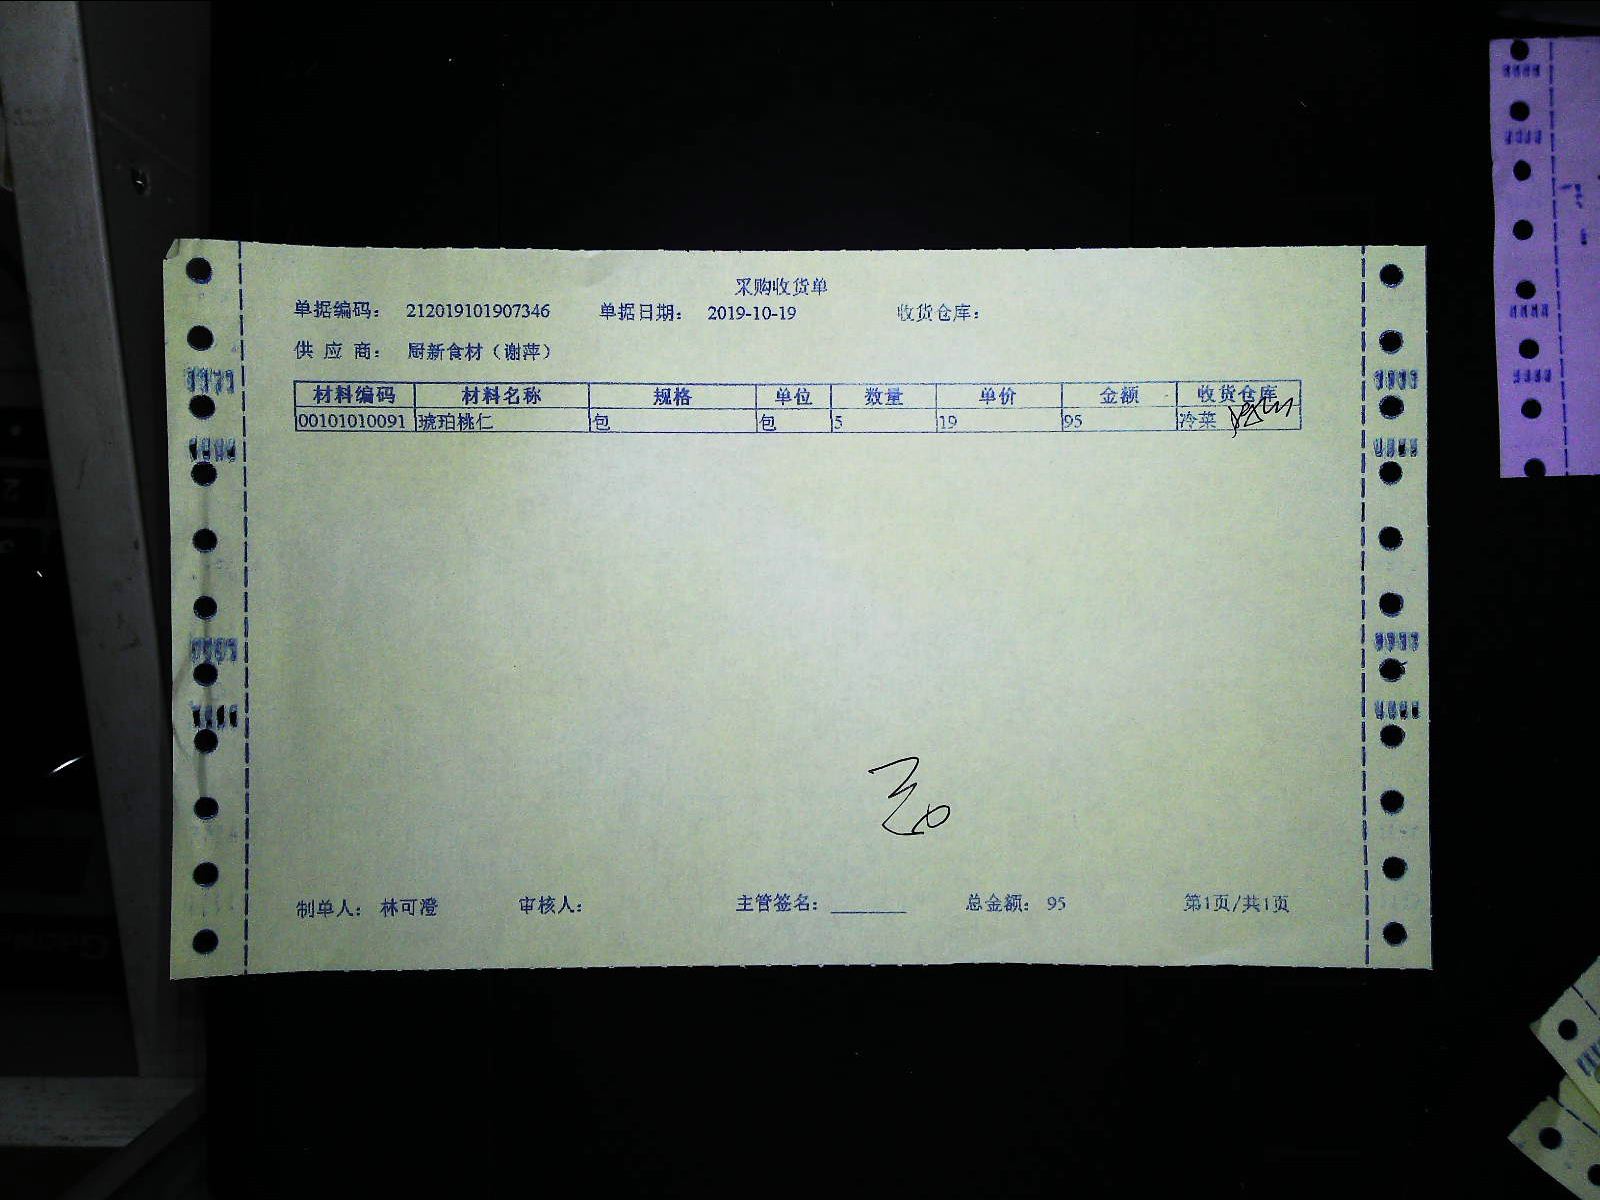 采购收货单
单据编码: 212019101907346 单据日期: 2019-10-19 收货仓库:
供 应 商: 厨新食材（谢萍）
材料编码 材料名称 规格 单位 数量 单价 金额 收货仓库
00101010091 琥珀桃仁 包 包 5 19 95 冷菜
制单人: 林可澄 审核人: 主管签名: ________ 总金额: 95 第1页/共1页